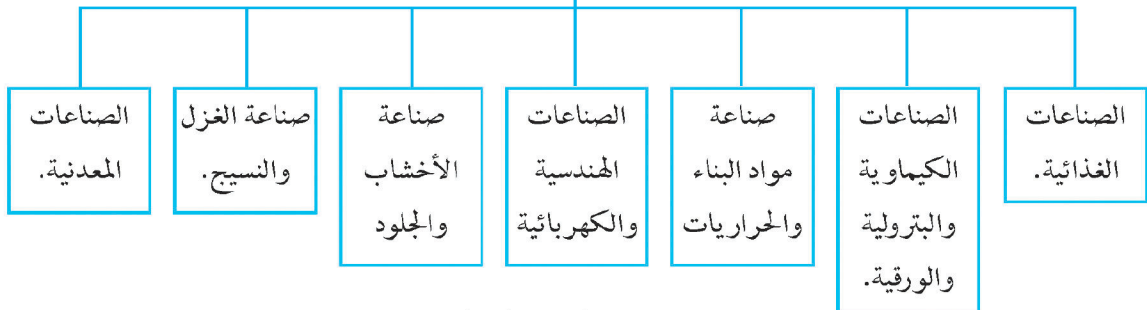 الصناعات
الغذائية.
الصناعات
الكيماوية
والبترولية
والورقية.
صناعة
مواد البناء
والحراريات
الصناعات
الهندسية
والكهربائية
صناعة
الأخشاب
والجلود
صناعة الغزل
والنسيج.
الصناعات
المعدنية.